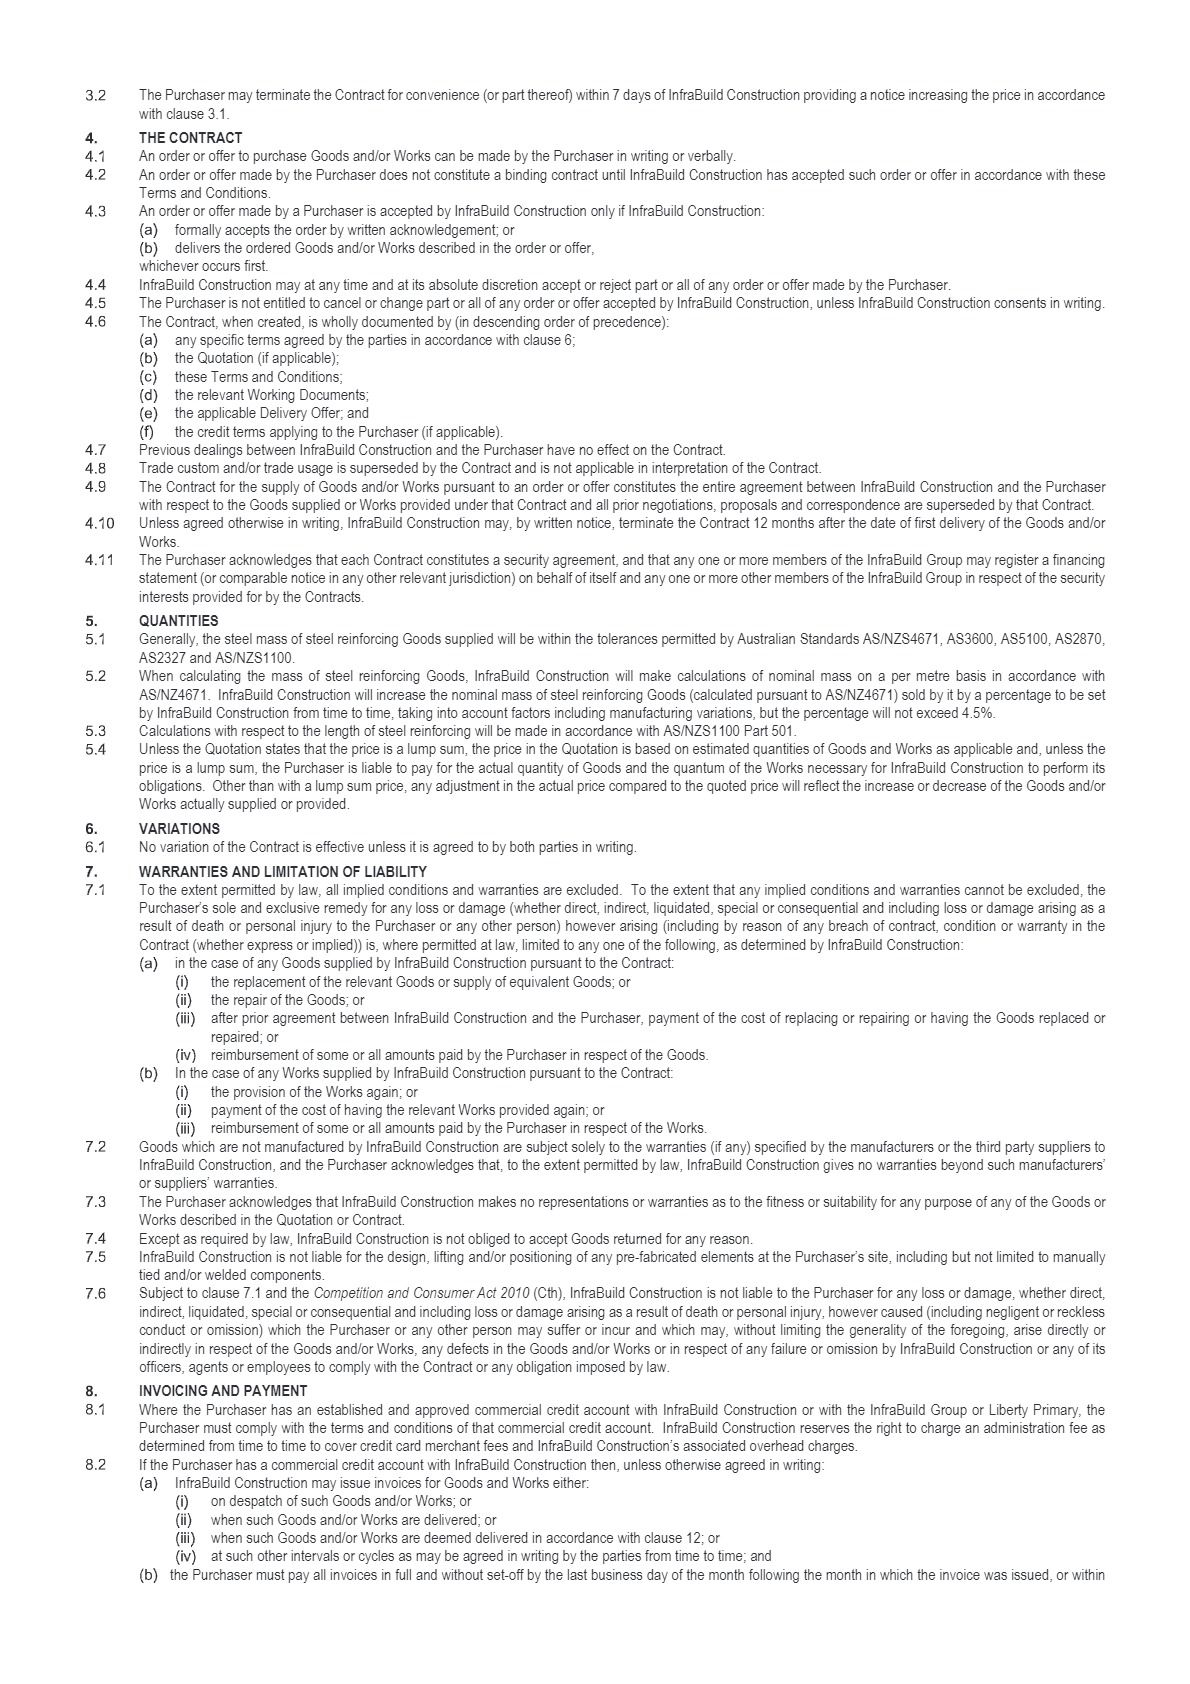 3.2 The Purchaser may terminate the Contract for convenience (or part thereof) within 7 days of InfraBuild Construction providing a notice increasing the price in accordance
with clause 3.1.
4. THE CONTRACT
4.1 An order or offer to purchase Goods and/or Works can be made by the Purchaser in writing or verbally.
4.2 An order or offer made by the Purchaser does not constitute a binding contract until InfraBuild Construction has accepted such order or offer in accordance with these
Terms and Conditions.
4.3 An order or offer made by a Purchaser is accepted by InfraBuild Construction only if InfraBuild Construction:
(a) formally accepts the order by written acknowledgement; or
(b) delivers the ordered Goods and/or Works described in the order or offer,
whichever occurs first.
4.4 InfraBuild Construction may at any time and at its absolute discretion accept or reject part or all of any order or offer made by the Purchaser.
4.5 The Purchaser is not entitled to cancel or change part or all of any order or offer accepted by InfraBuild Construction, unless InfraBuild Construction consents in writing.
4.6 The Contract, when created, is wholly documented by (in descending order of precedence):
(a) any specific terms agreed by the parties in accordance with clause 6;
(b) the Quotation (if applicable);
(c) these Terms and Conditions;
(d) the relevant Working Documents;
(e) the applicable Delivery Offer; and
(f) the credit terms applying to the Purchaser (if applicable).
4.7 Previous dealings between InfraBuild Construction and the Purchaser have no effect on the Contract.
4.8 Trade custom and/or trade usage is superseded by the Contract and is not applicable in interpretation of the Contract.
4.9 The Contract for the supply of Goods and/or Works pursuant to an order or offer constitutes the entire agreement between InfraBuild Construction and the Purchaser
with respect to the Goods supplied or Works provided under that Contract and all prior negotiations, proposals and correspondence are superseded by that Contract.
4.10 Unless agreed otherwise in writing, InfraBuild Construction may, by written notice, terminate the Contract 12 months after the date of first delivery of the Goods and/or
Works.
4.11 The Purchaser acknowledges that each Contract constitutes a security agreement, and that any one or more members of the InfraBuild Group may register a financing
statement (or comparable notice in any other relevant jurisdiction) on behalf of itself and any one or more other members of the InfraBuild Group in respect of the security
interests provided for by the Contracts.
5. QUANTITIES
5.1 Generally, the steel mass of steel reinforcing Goods supplied will be within the tolerances permitted by Australian Standards AS/NZS4671, AS3600, AS5100, AS2870,
AS2327 and AS/NZS1100.
5.2 When calculating the mass of steel reinforcing Goods, InfraBuild Construction will make calculations of nominal mass on a per metre basis in accordance with
AS/NZ4671. InfraBuild Construction will increase the nominal mass of steel reinforcing Goods (calculated pursuant to AS/NZ4671) sold by it by a percentage to be set
by InfraBuild Construction from time to time, taking into account factors including manufacturing variations, but the percentage will not exceed 4.5%.
5.3 Calculations with respect to the length of steel reinforcing will be made in accordance with AS/NZS1100 Part 501.
5.4 Unless the Quotation states that the price is a lump sum, the price in the Quotation is based on estimated quantities of Goods and Works as applicable and, unless the
price is a lump sum, the Purchaser is liable to pay for the actual quantity of Goods and the quantum of the Works necessary for InfraBuild Construction to perform its
obligations. Other than with a lump sum price, any adjustment in the actual price compared to the quoted price will reflect the increase or decrease of the Goods and/or
Works actually supplied or provided.
6. VARIATIONS
6.1 No variation of the Contract is effective unless it is agreed to by both parties in writing.
7. WARRANTIES AND LIMITATION OF LIABILITY
7.1 To the extent permitted by law, all implied conditions and warranties are excluded. To the extent that any implied conditions and warranties cannot be excluded, the
Purchaser's sole and exclusive remedy for any loss or damage (whether direct, indirect, liquidated, special or consequential and including loss or damage arising as a
result of death or personal injury to the Purchaser or any other person) however arising (including by reason of any breach of contract, condition or warranty in the
Contract (whether express or implied)) is, where permitted at law, limited to any one of the following, as determined by InfraBuild Construction:
(a) in the case of any Goods supplied by InfraBuild Construction pursuant to the Contract:
(i) the replacement of the relevant Goods or supply of equivalent Goods; or
(ii) the repair of the Goods; or
(iii) after prior agreement between InfraBuild Construction and the Purchaser, payment of the cost of replacing or repairing or having the Goods replaced or
repaired; or
(iv) reimbursement of some or all amounts paid by the Purchaser in respect of the Goods.
(b) In the case of any Works supplied by InfraBuild Construction pursuant to the Contract:
(i) the provision of the Works again; or
(ii) payment of the cost of having the relevant Works provided again; or
(iii) reimbursement of some or all amounts paid by the Purchaser in respect of the Works.
7.2 Goods which are not manufactured by InfraBuild Construction are subject solely to the warranties (if any) specified by the manufacturers or the third party suppliers to
InfraBuild Construction, and the Purchaser acknowledges that, to the extent permitted by law, InfraBuild Construction gives no warranties beyond such manufacturers'
or suppliers' warranties.
7.3 The Purchaser acknowledges that InfraBuild Construction makes no representations or warranties as to the fitness or suitability for any purpose of any of the Goods or
Works described in the Quotation or Contract.
7.4 Except as required by law, InfraBuild Construction is not obliged to accept Goods returned for any reason.
7.5 InfraBuild Construction is not liable for the design, lifting and/or positioning of any pre-fabricated elements at the Purchaser's site, including but not limited to manually
tied and/or welded components.
7.6 Subject to clause 7.1 and the Competition and Consumer Act 2010 (Cth), InfraBuild Construction is not liable to the Purchaser for any loss or damage, whether direct,
indirect, liquidated, special or consequential and including loss or damage arising as a result of death or personal injury, however caused (including negligent or reckless
conduct or omission) which the Purchaser or any other person may suffer or incur and which may, without limiting the generality of the foregoing, arise directly or
indirectly in respect of the Goods and/or Works, any defects in the Goods and/or Works or in respect of any failure or omission by InfraBuild Construction or any of its
officers, agents or employees to comply with the Contract or any obligation imposed by law.
8. INVOICING AND PAYMENT
8.1 Where the Purchaser has an established and approved commercial credit account with InfraBuild Construction or with the InfraBuild Group or Liberty Primary, the
Purchaser must comply with the terms and conditions of that commercial credit account. InfraBuild Construction reserves the right to charge an administration fee as
determined from time to time to cover credit card merchant fees and InfraBuild Construction's associated overhead charges.
8.2 If the Purchaser has a commercial credit account with InfraBuild Construction then, unless otherwise agreed in writing:
(a) InfraBuild Construction may issue invoices for Goods and Works either:
(i) on despatch of such Goods and/or Works; or
(ii) when such Goods and/or Works are delivered; or
(iii) when such Goods and/or Works are deemed delivered in accordance with clause 12; or
(iv) at such other intervals or cycles as may be agreed in writing by the parties from time to time; and
(b) the Purchaser must pay all invoices in full and without set-off by the last business day of the month following the month in which the invoice was issued, or within